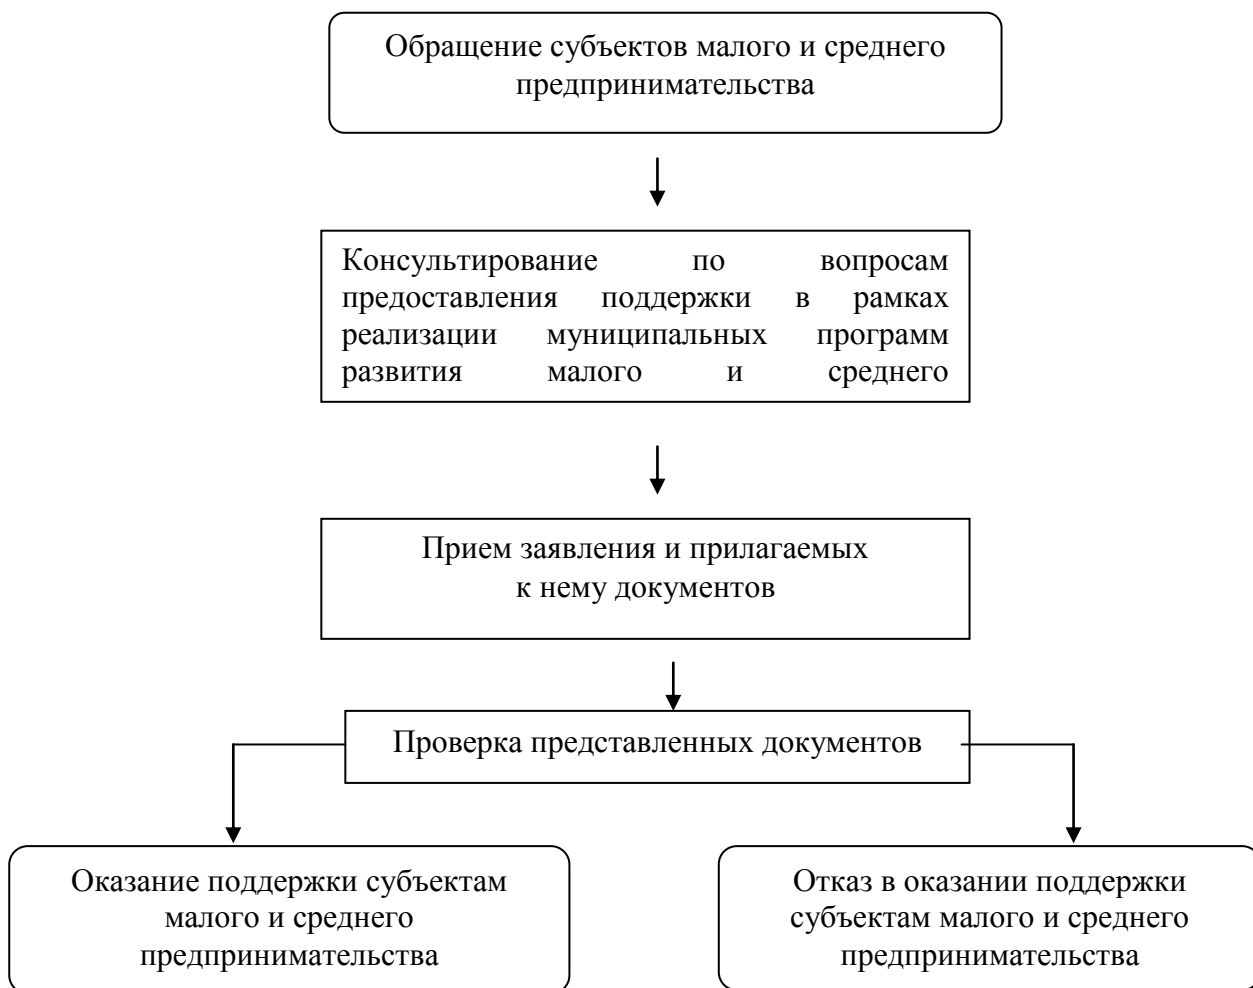 Обращение субъектов малого и среднего
предпринимательства
Консультирование по вопросам
предоставления поддержки в рамках
реализации муниципальных программ
развития малого и среднего
Прием заявления и прилагаемых
к нему документов
Проверка представленных документов
Оказание поддержки субъектам
малого и среднего
предпринимательства
Отказ в оказании поддержки
субъектам малого и среднего
предпринимательства